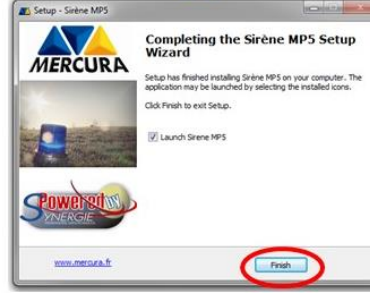 Setup - Sirène MP5
MERCURA
Completing the Sirène MP5 Setup
Wizard
Setup has finished installing Sirène MP5 on your computer. The
application may be launched by selecting the installed icons.
Click Finish to exit Setup.
Launch Sirene MP5
Powered by
SYNERGIE
www.mercura.fr
Finish